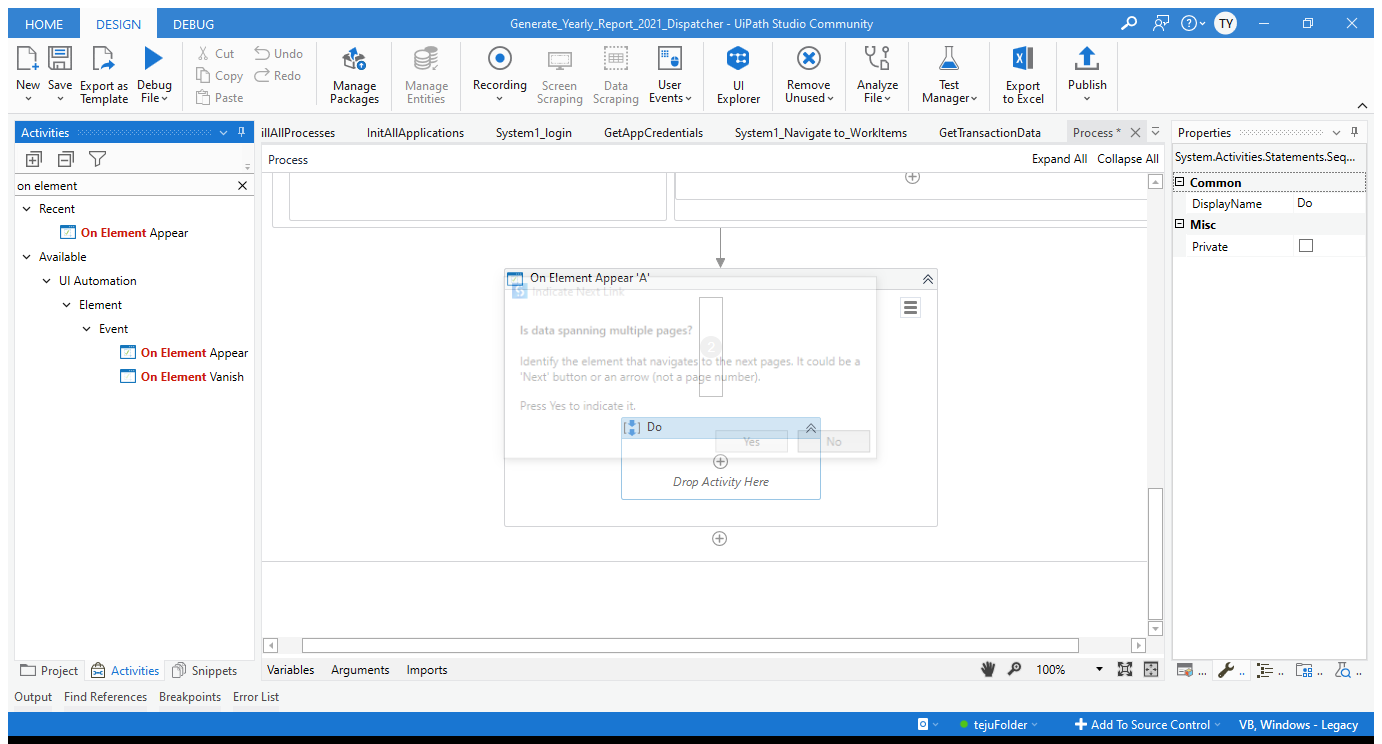 HOME DESIGN DEBUG Generate_Yearly_Report_2021_Dispatcher - UiPath Studio Community TY
New Save Export as Template Debug File Cut Copy Paste Undo Redo Manage Packages Manage Entities Recording Screen Scraping Data Scraping User Events UI Explorer Remove Unused Analyze File Test Manager Export to Excel Publish
Activities
on element
Recent
On Element Appear
Available
UI Automation
Element
Event
On Element Appear
On Element Vanish
Project Activities Snippets
illAllProcesses InitAllApplications System1_login GetAppCredentials System1_Navigate to_WorkItems GetTransactionData Process *
Process Expand All Collapse All
On Element Appear 'A'
Indicate Next Link
Is data spanning multiple pages?
2
Identify the element that navigates to the next pages. It could be a
'Next' button or an arrow (not a page number).
Press Yes to indicate it.
Do
Yes No
Drop Activity Here
Variables Arguments Imports 100%
Properties
System.Activities.Statements.Seq...
Common
DisplayName Do
Misc
Private
... .. .. .. ..
Output Find References Breakpoints Error List
tejuFolder Add To Source Control VB, Windows - Legacy